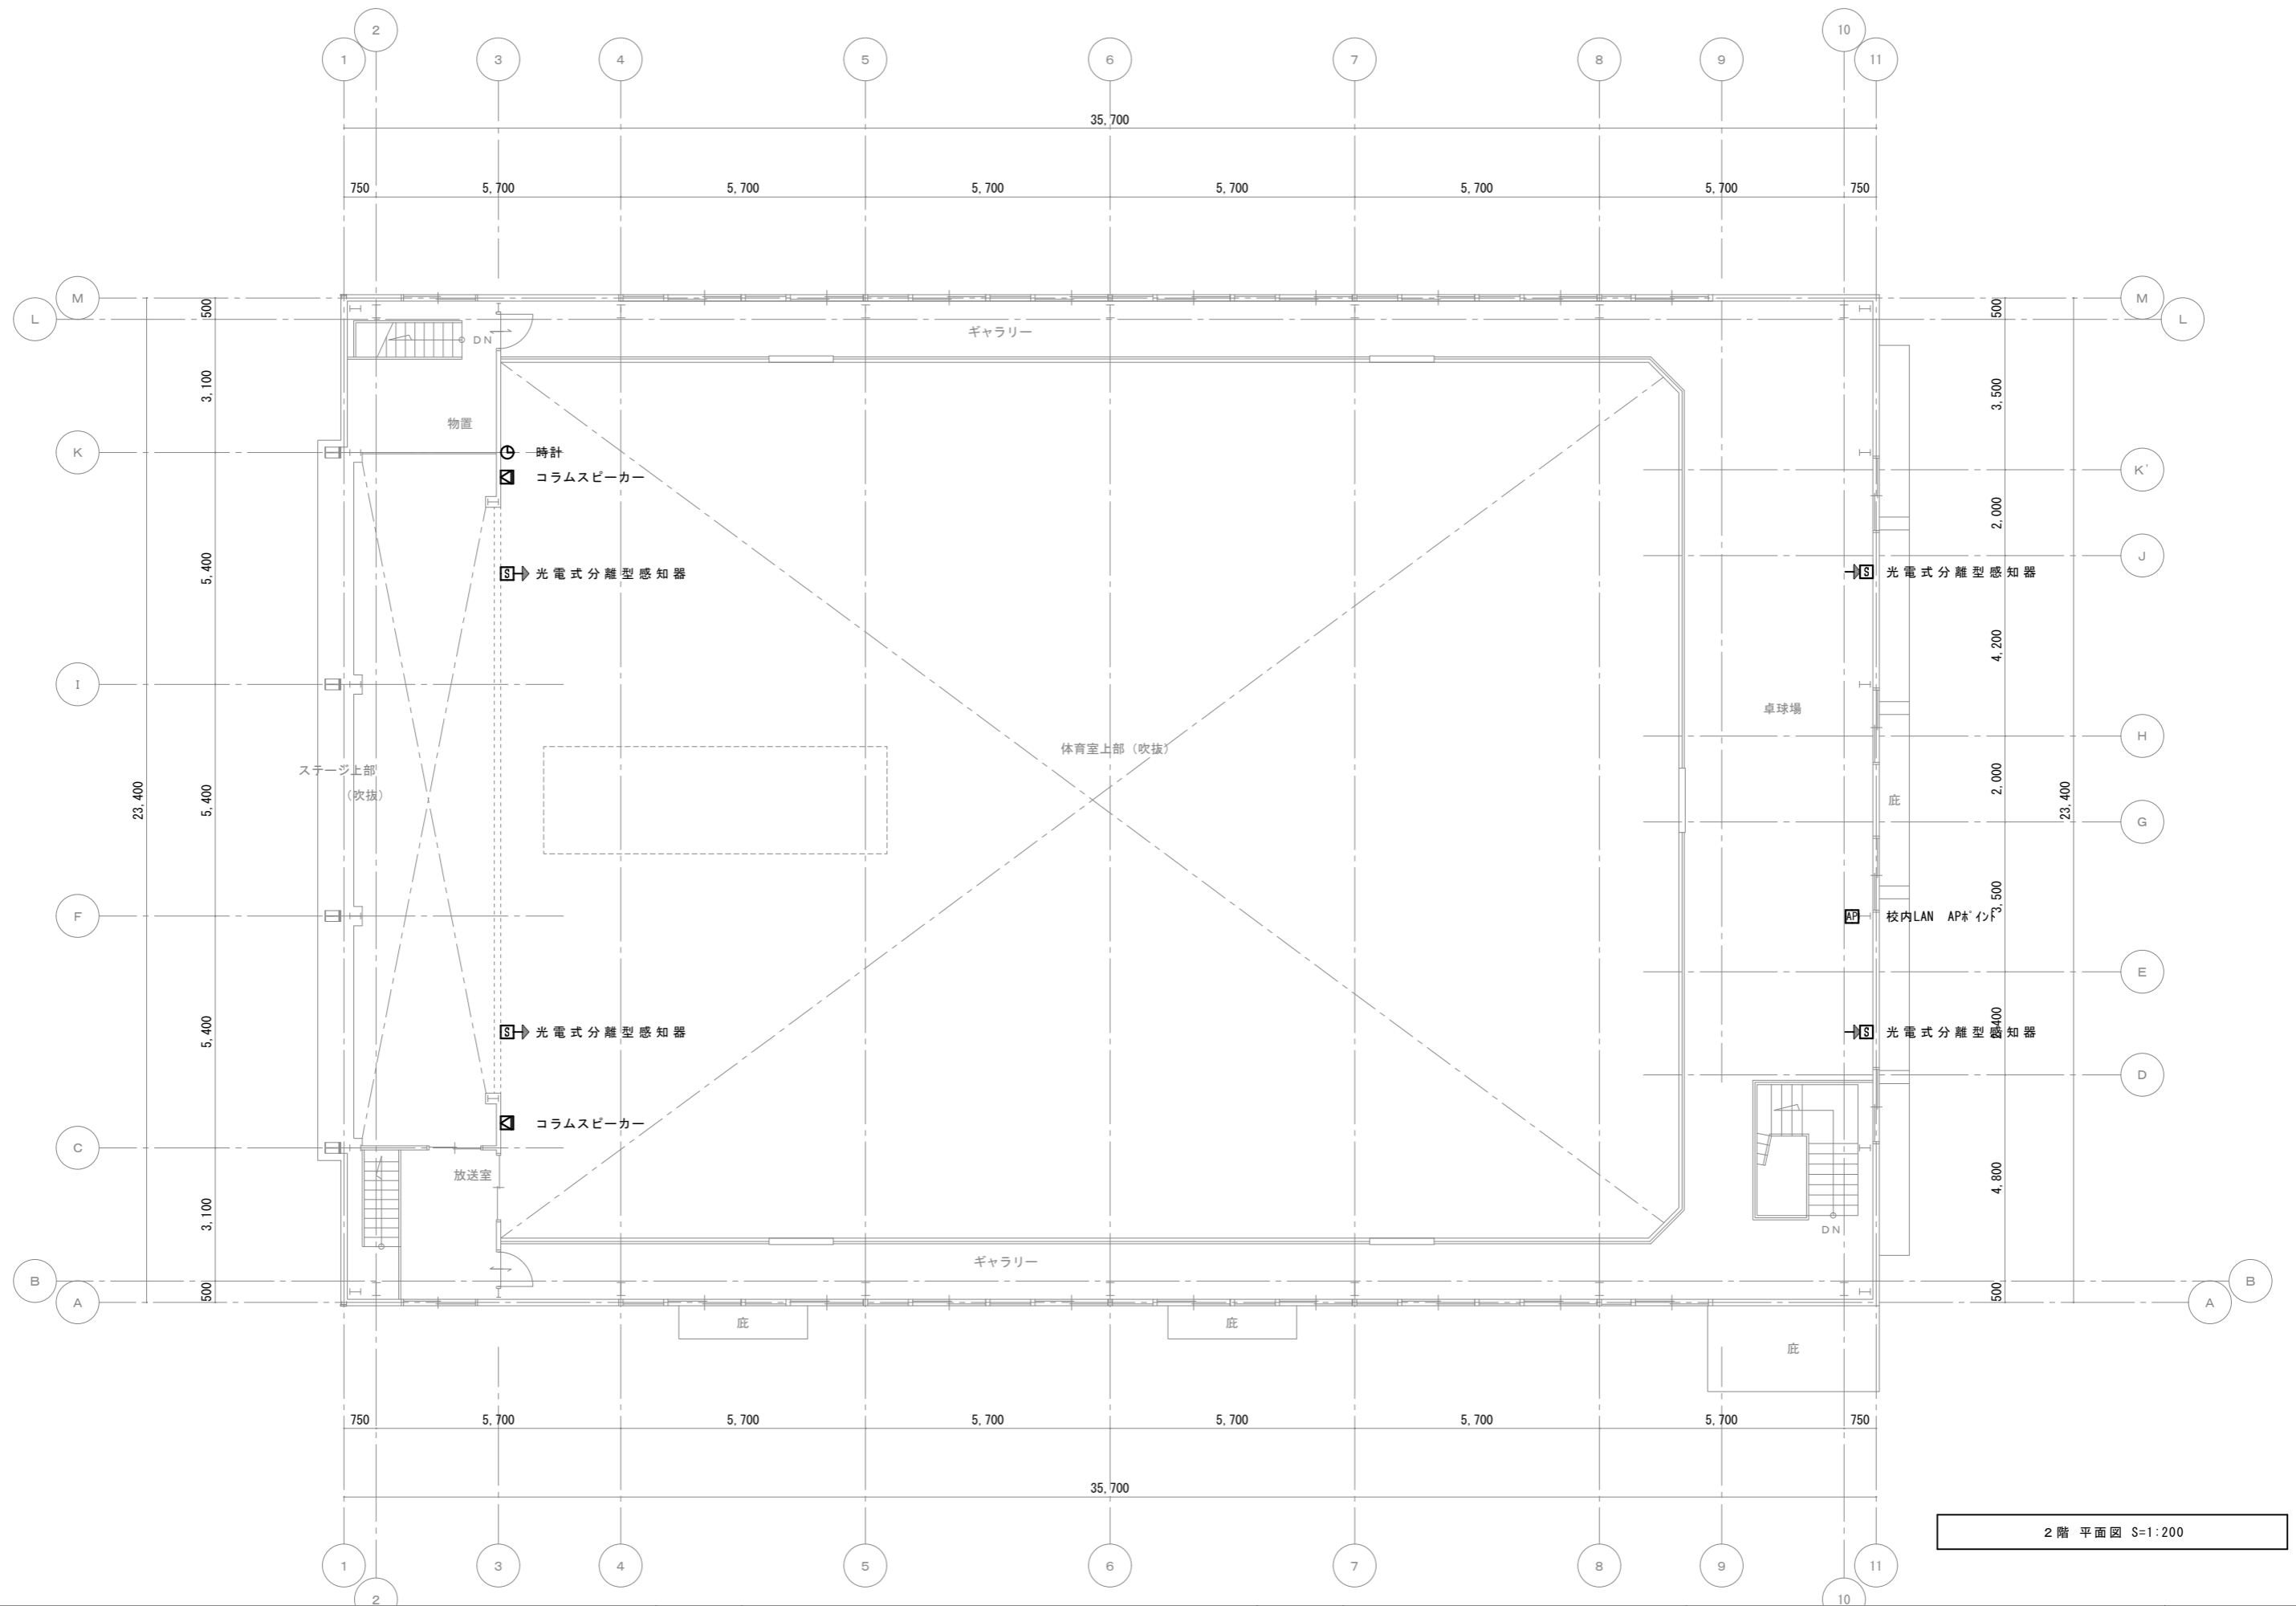 2
10
1
3
4
5
6
7
8
9
11
35,700
750
5,700
5,700
5,700
5,700
5,700
5,700
750
M
500
500
M
L
ギャラリー
L
DN
3,100
3,500
物置
K
時計
K'
コラムスピーカー
2,000
J
5,400
S
光電式分離型感知器
S
光電式分離型感知器
4,200
I
卓球場
H
体育室上部(吹抜)
ステージ上部
(吹抜)
23,400
5,400
2,000
23,400
庇
G
3,500
F
AP
校内LAN APポイント
E
5,400
S
光電式分離型感知器
2,400
S
光電式分離型感知器
D
コラムスピーカー
C
放送室
4,800
3,100
DN
ギャラリー
B
500
500
B
A
A
庇
庇
庇
750
5,700
5,700
5,700
5,700
5,700
5,700
750
35,700
2階 平面図 S=1:200
1
3
4
5
6
7
8
9
11
2
10